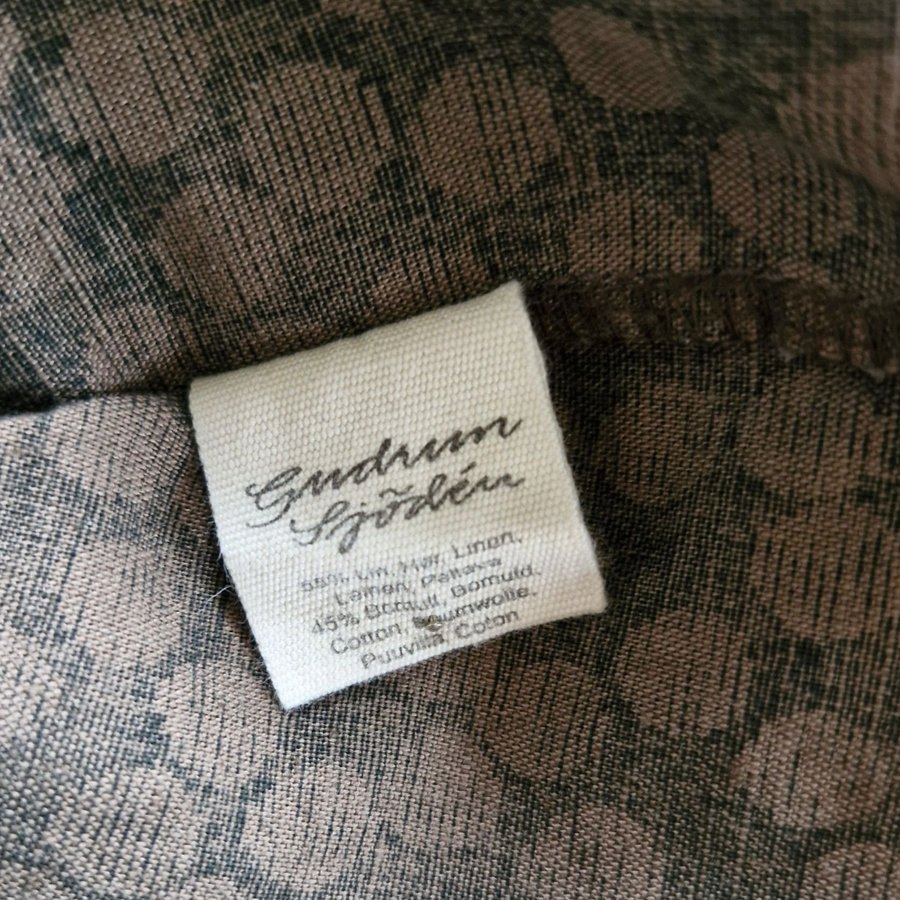 Gudrun
Sjödén
55% Lin, Hør, Linen,
Leinen, Pellava
45% Bomull, Bomuld,
Cotton, Baumwolle,
Puuvilla, Coton